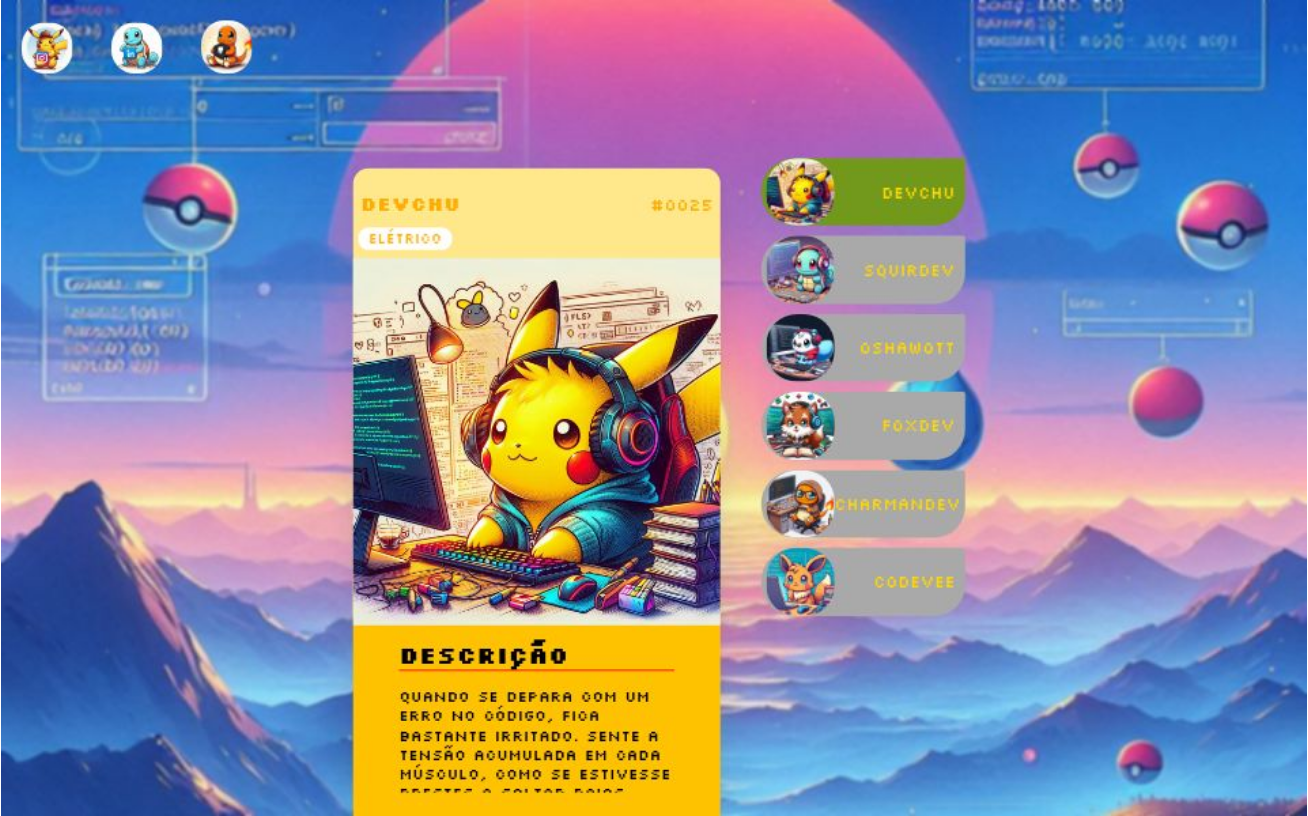 DEVCHU
#0025
ELÉTRICO
DESCRIÇÃO
QUANDO SE DEPARA COM UM
ERRO NO CÓDIGO, FICA
BASTANTE IRRITADO. SENTE A
TENSÃO ACUMULADA EM CADA
MÚSCULO, COMO SE ESTIVESSE
DEVCHU
SQUIRDEV
OSHAWOTT
FOXDEV
CHARMANDEV
CODEVEE